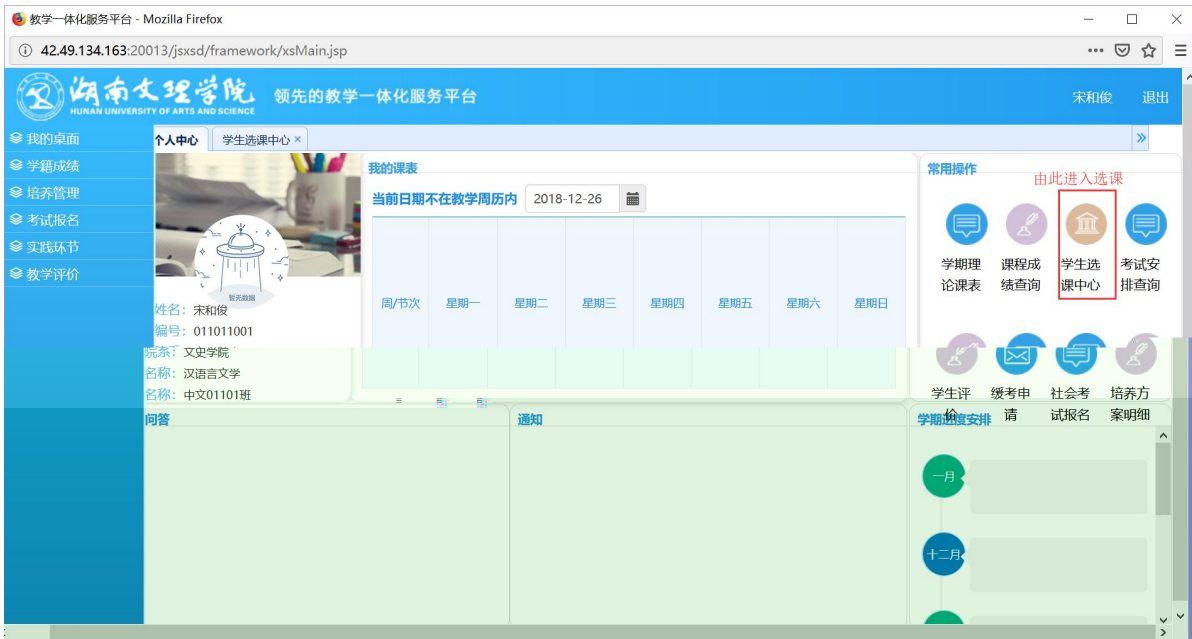 教学一体化服务平台 - Mozilla Firefox
42.49.134.163:20013/jsxsd/framework/xsMain.jsp
湖南文理学院
HUNAN UNIVERSITY OF ARTS AND SCIENCE
领先的教学一体化服务平台
宋和俊 退出
我的桌面
学籍成绩
培养管理
考试报名
实践环节
教学评价
个人中心 学生选课中心 ×
暂无数据
姓名：宋和俊
编号：011011001
院系：文史学院
名称：汉语言文学
名称：中文01101班
我的课表
当前日期不在教学周历内 2018-12-26
周/节次 星期一 星期二 星期三 星期四 星期五 星期六 星期日
常用操作
由此进入选课
学期理论课表
课程成绩查询
学生选课中心
考试安排查询
学生评价
缓考申请
社会考试报名
培养方案明细
问答
通知
学期进度安排
一月
十二月